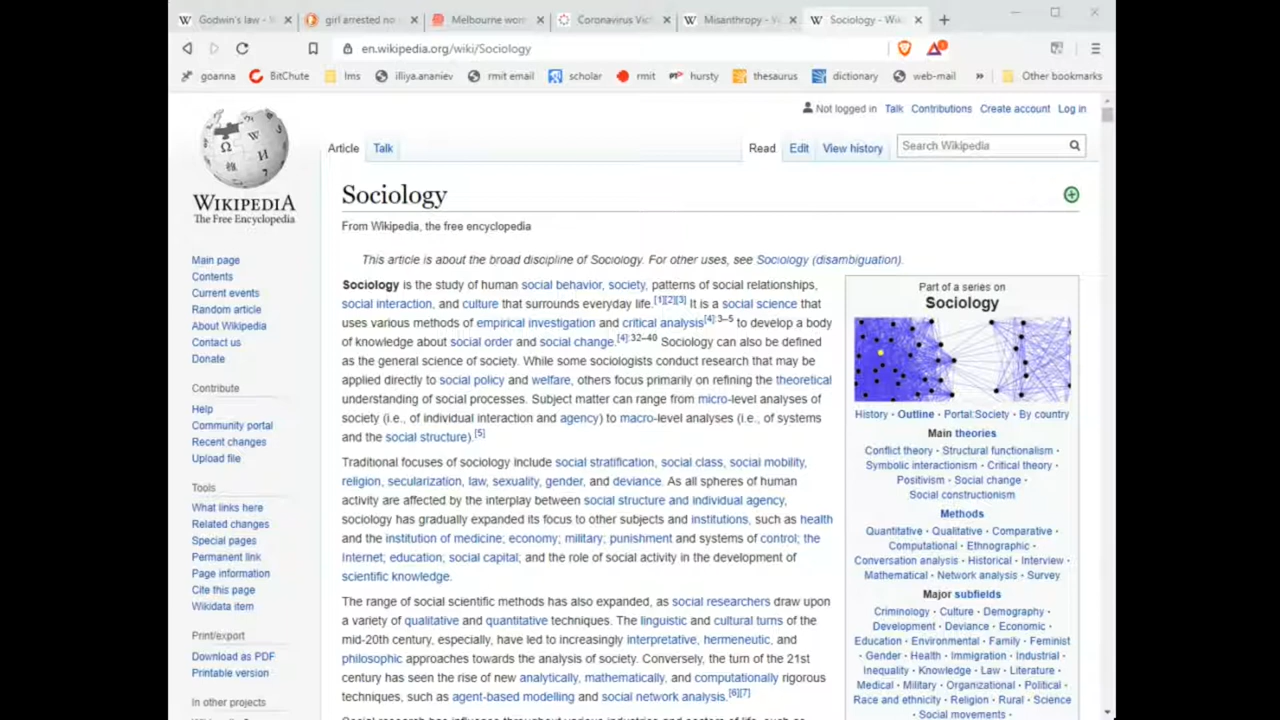 Godwin's law -
girl arrested no
Melbourne wom
Coronavirus Vict
Misanthropy - W
Sociology - Wik
en.wikipedia.org/wiki/Sociology
goanna
BitChute
lms
illiya.ananiev
rmit email
scholar
rmit
hursty
thesaurus
dictionary
web-mail
»
Other bookmarks
Not logged in Talk Contributions Create account Log in
Article Talk
Read Edit View history
Search Wikipedia
WIKIPEDIA
The Free Encyclopedia
Main page
Contents
Current events
Random article
About Wikipedia
Contact us
Donate
Contribute
Help
Community portal
Recent changes
Upload file
Tools
What links here
Related changes
Special pages
Permanent link
Page information
Cite this page
Wikidata item
Print/export
Download as PDF
Printable version
In other projects
Sociology
From Wikipedia, the free encyclopedia
This article is about the broad discipline of Sociology. For other uses, see Sociology (disambiguation).
Sociology is the study of human social behavior, society, patterns of social relationships,
social interaction, and culture that surrounds everyday life.[1][2][3] It is a social science that
uses various methods of empirical investigation and critical analysis[4]:3–5 to develop a body
of knowledge about social order and social change.[4]:32–40 Sociology can also be defined
as the general science of society. While some sociologists conduct research that may be
applied directly to social policy and welfare, others focus primarily on refining the theoretical
understanding of social processes. Subject matter can range from micro-level analyses of
society (i.e., of individual interaction and agency) to macro-level analyses (i.e., of systems
and the social structure).[5]
Traditional focuses of sociology include social stratification, social class, social mobility,
religion, secularization, law, sexuality, gender, and deviance. As all spheres of human
activity are affected by the interplay between social structure and individual agency,
sociology has gradually expanded its focus to other subjects and institutions, such as health
and the institution of medicine; economy; military; punishment and systems of control; the
Internet; education; social capital; and the role of social activity in the development of
scientific knowledge.
The range of social scientific methods has also expanded, as social researchers draw upon
a variety of qualitative and quantitative techniques. The linguistic and cultural turns of the
mid-20th century, especially, have led to increasingly interpretative, hermeneutic, and
philosophic approaches towards the analysis of society. Conversely, the turn of the 21st
century has seen the rise of new analytically, mathematically, and computationally rigorous
techniques, such as agent-based modelling and social network analysis.[6][7]
Part of a series on
Sociology
History · Outline · Portal:Society · By country
Main theories
Conflict theory · Structural functionalism ·
Symbolic interactionism · Critical theory ·
Positivism · Social change ·
Social constructionism
Methods
Quantitative · Qualitative · Comparative ·
Computational · Ethnographic ·
Conversation analysis · Historical · Interview ·
Mathematical · Network analysis · Survey
Major subfields
Criminology · Culture · Demography ·
Development · Deviance · Economic ·
Education · Environmental · Family · Feminist
· Gender · Health · Immigration · Industrial ·
Inequality · Knowledge · Law · Literature ·
Medical · Military · Organizational · Political ·
Race and ethnicity · Religion · Rural · Science
· Social movements ·